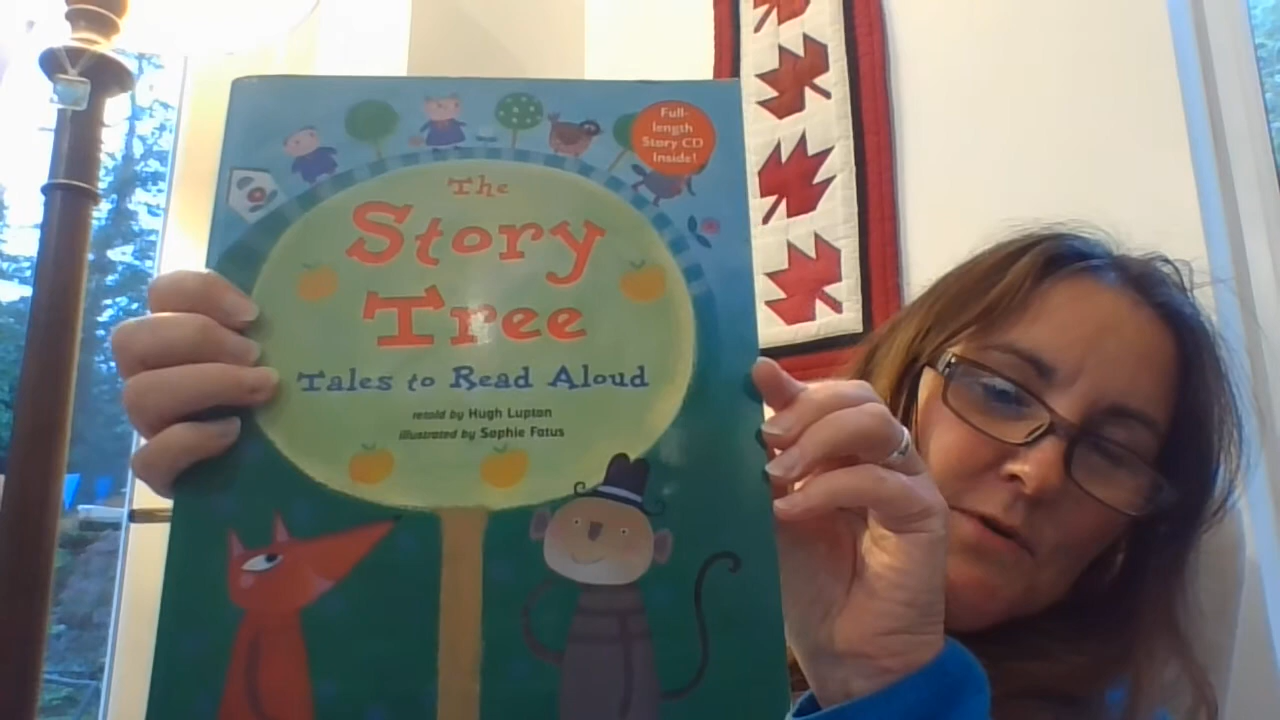 Full-
length
Story CD
Inside!
The
Story
Tree
Tales to Read Aloud
retold by Hugh Lupton
illustrated by Sophie Fatus